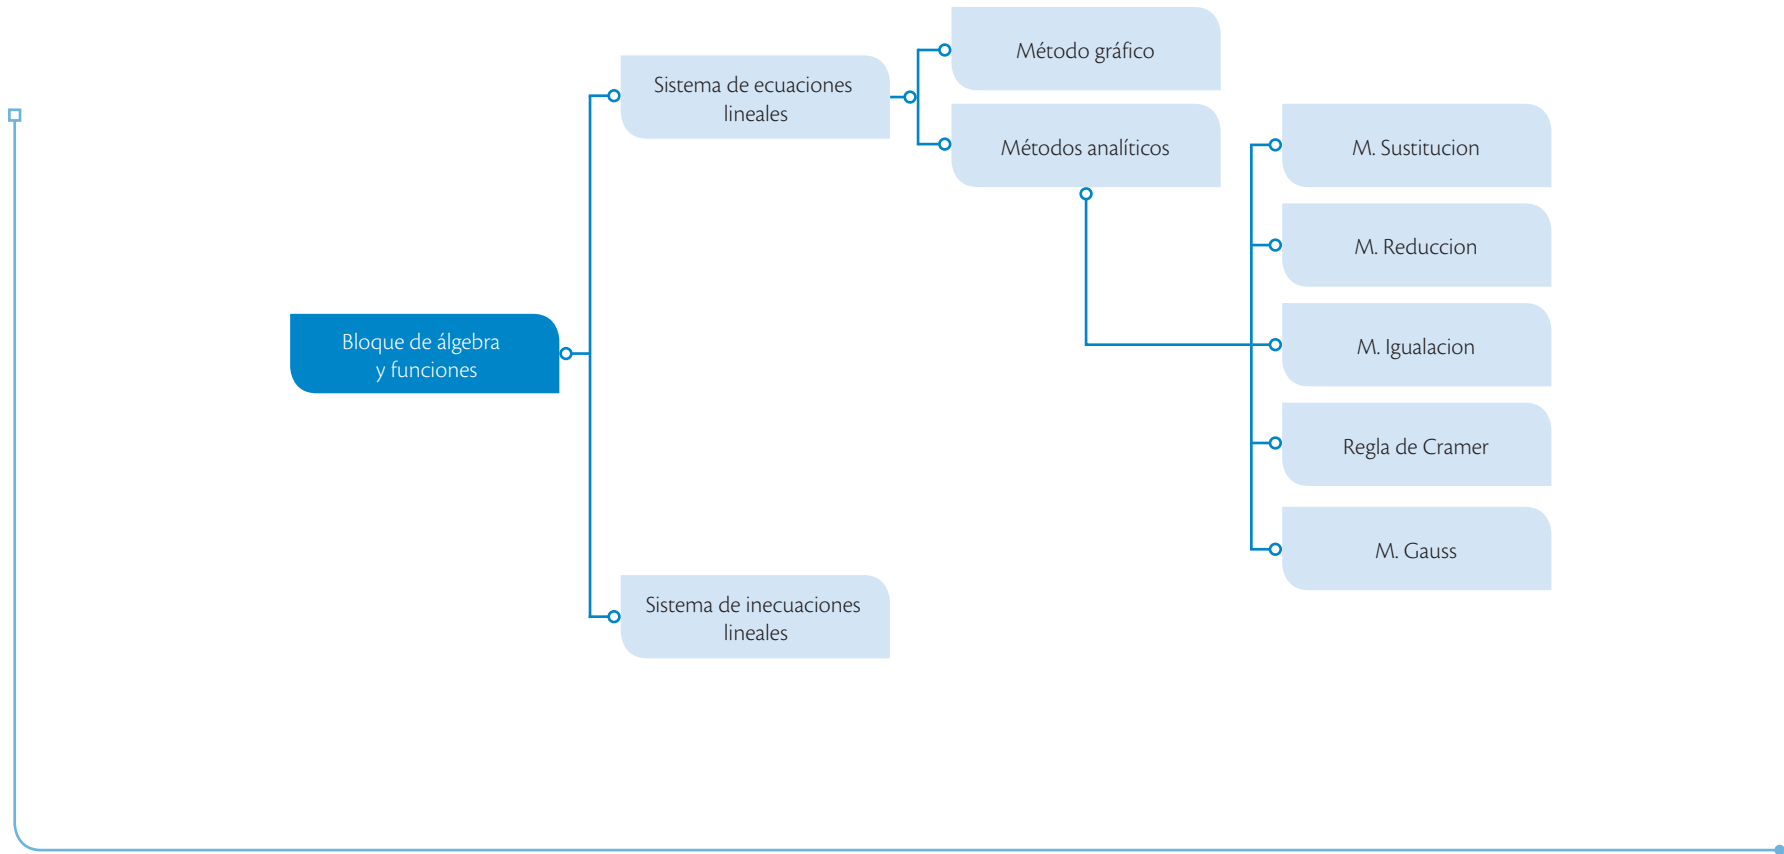 Método gráfico
Sistema de ecuaciones
lineales
Métodos analíticos
M. Sustitucion
M. Reduccion
Bloque de álgebra
y funciones
M. Igualacion
Regla de Cramer
M. Gauss
Sistema de inecuaciones
lineales